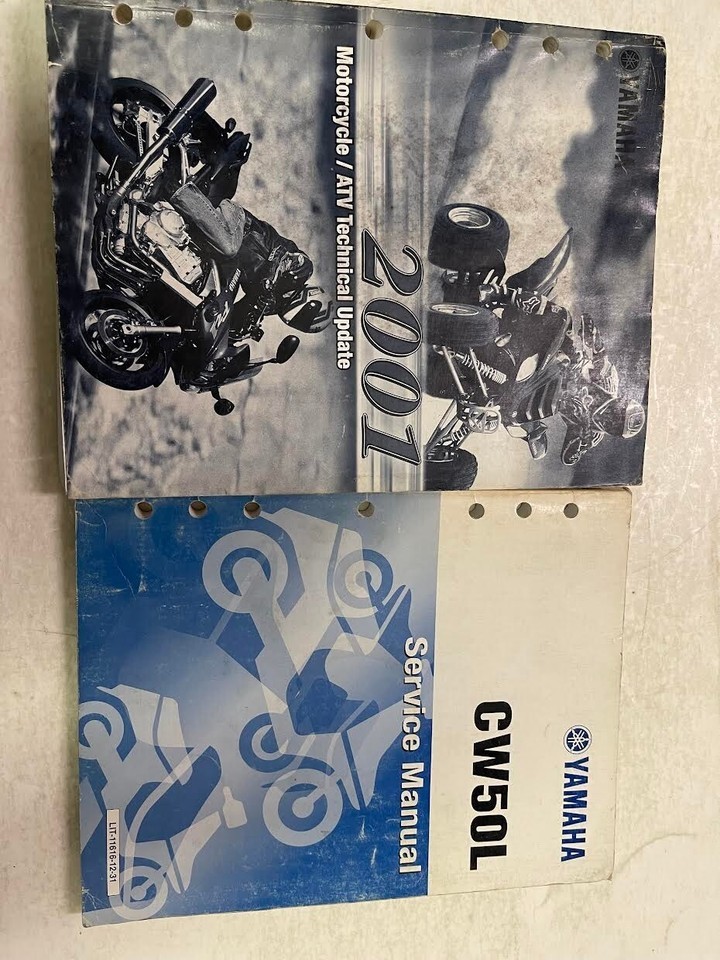 YAMAHA
2001
Motorcycle / ATV Technical Update
YAMAHA
CW50L
Service Manual
LIT-11616-12-31